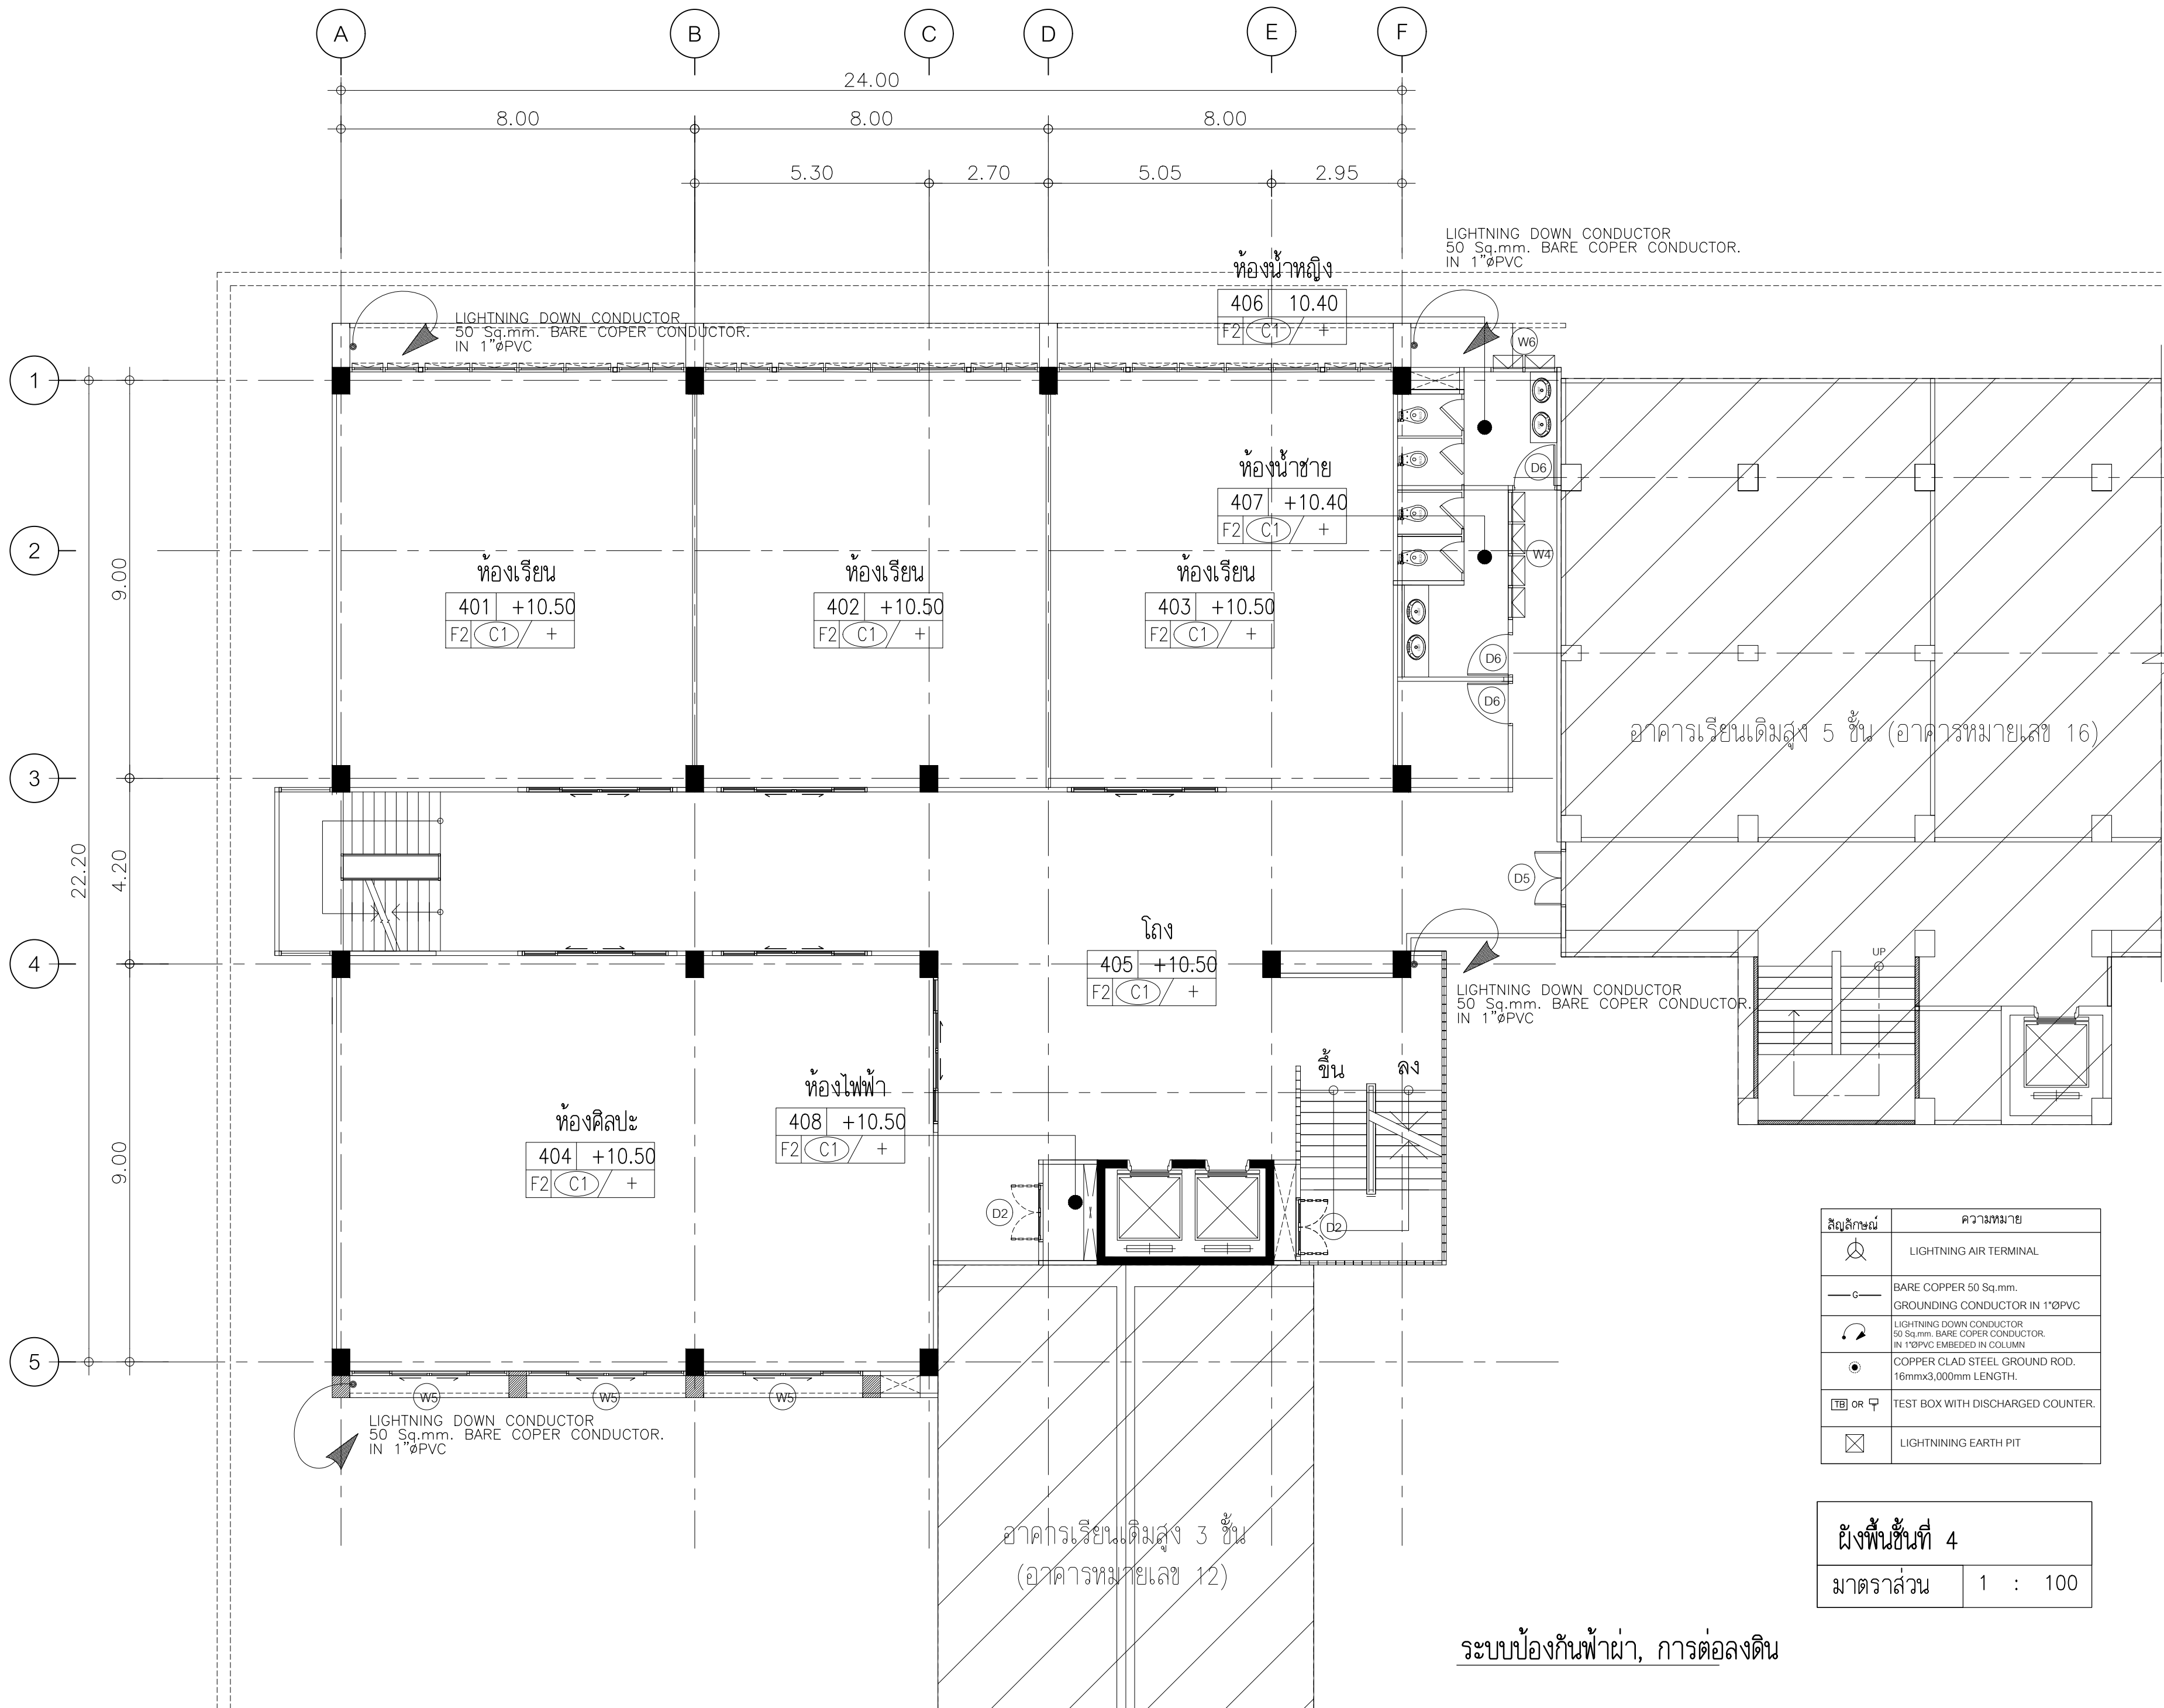 A
B
C
D
E
F
24.00
8.00
8.00
8.00
5.30
2.70
5.05
2.95
LIGHTNING DOWN CONDUCTOR
50 Sq.mm. BARE COPER CONDUCTOR.
IN 1"øPVC
ห้องน้ำหญิง
406 10.40
F2 C1 / +
LIGHTNING DOWN CONDUCTOR
50 Sq.mm. BARE COPER CONDUCTOR.
IN 1"øPVC
W6
1
D6
ห้องน้ำชาย
407 +10.40
F2 C1 / +
2
W4
9.00
ห้องเรียน
401 +10.50
F2 C1 / +
ห้องเรียน
402 +10.50
F2 C1 / +
ห้องเรียน
403 +10.50
F2 C1 / +
D6
D6
อาคารเรียนเดิมสูง 5 ชั้น (อาคารหมายเลข 16)
3
22.20
4.20
D5
โถง
405 +10.50
F2 C1 / +
4
UP
LIGHTNING DOWN CONDUCTOR
50 Sq.mm. BARE COPER CONDUCTOR.
IN 1"øPVC
ขึ้น
ลง
ห้องไฟฟ้า
408 +10.50
F2 C1 / +
ห้องศิลปะ
404 +10.50
F2 C1 / +
9.00
D2
D2
5
W5
W5
W5
LIGHTNING DOWN CONDUCTOR
50 Sq.mm. BARE COPER CONDUCTOR.
IN 1"øPVC
สัญลักษณ์ ความหมาย
LIGHTNING AIR TERMINAL
G BARE COPPER 50 Sq.mm.
GROUNDING CONDUCTOR IN 1"ØPVC
LIGHTNING DOWN CONDUCTOR
50 Sq.mm. BARE COPER CONDUCTOR.
IN 1"ØPVC EMBEDED IN COLUMN
COPPER CLAD STEEL GROUND ROD.
16mmx3,000mm LENGTH.
TB OR TEST BOX WITH DISCHARGED COUNTER.
LIGHTNINING EARTH PIT
อาคารเรียนเดิมสูง 3 ชั้น
(อาคารหมายเลข 12)
ผังพื้นชั้นที่ 4
มาตราส่วน 1 : 100
ระบบป้องกันฟ้าผ่า, การต่อลงดิน